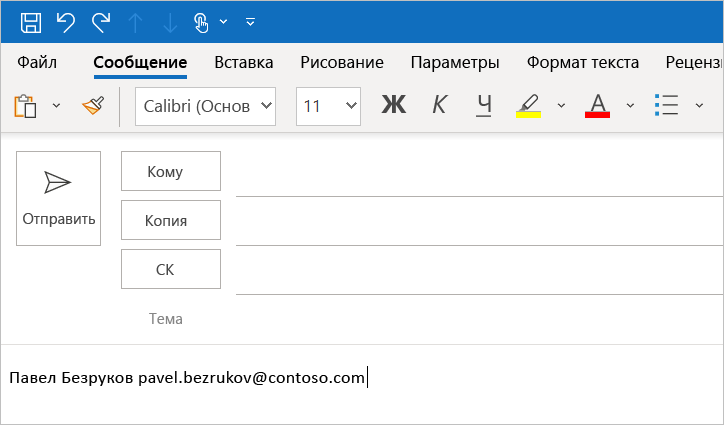 Файл Сообщение Вставка Рисование Параметры Формат текста Реценз
Calibri (Основ 11 Ж К Ч А
Кому
Отправить Копия
СК
Тема
Павел Безруков pavel.bezrukov@contoso.com